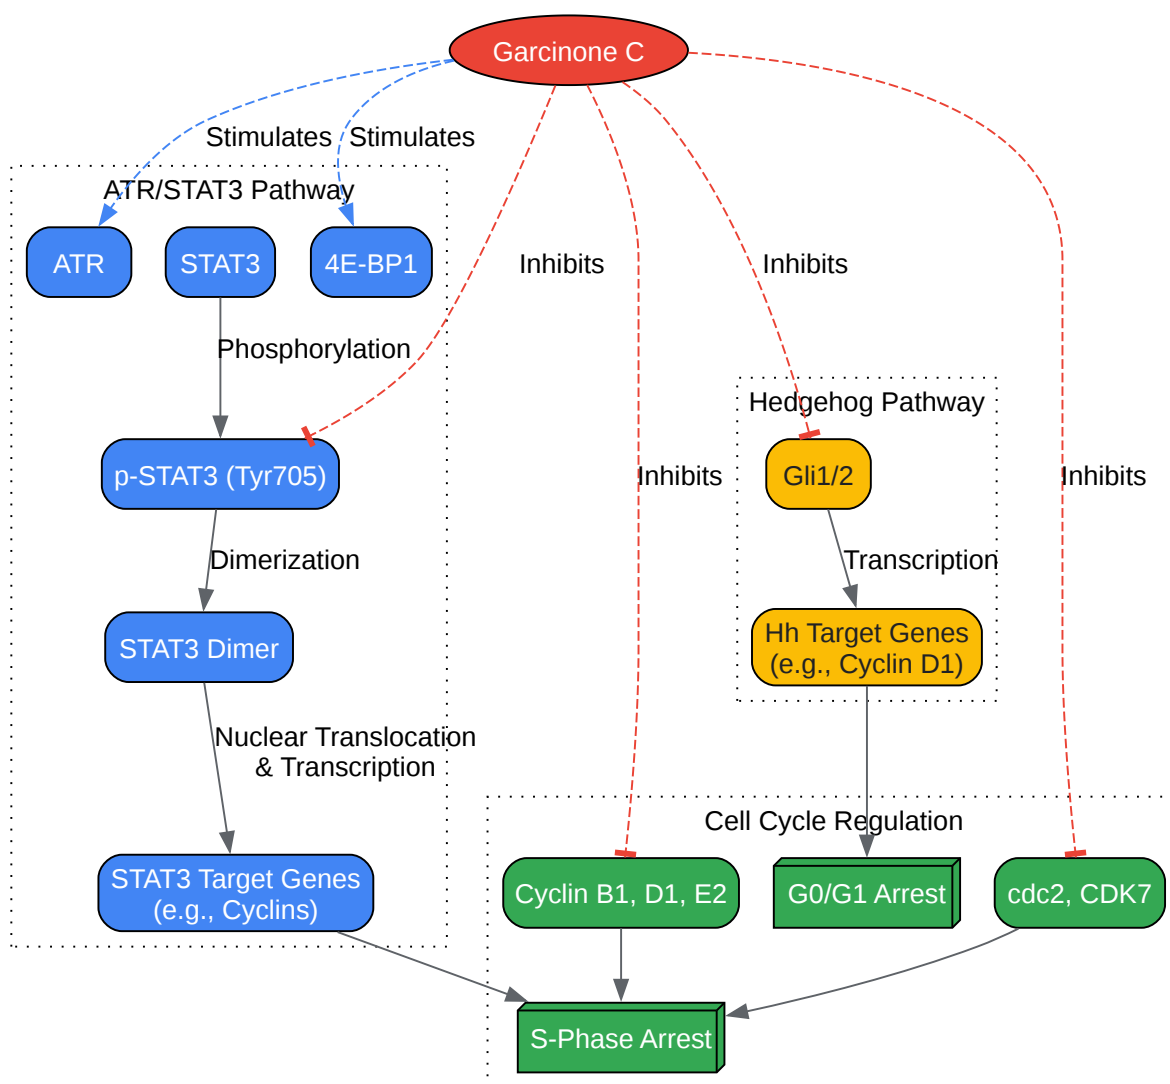 Garcinone C
Stimulates
Stimulates
ATR/STAT3 Pathway
ATR
STAT3
4E-BP1
Inhibits
Inhibits
Phosphorylation
Hedgehog Pathway
p-STAT3 (Tyr705)
Gli1/2
Inhibits
Inhibits
Dimerization
Transcription
STAT3 Dimer
Hh Target Genes
(e.g., Cyclin D1)
Nuclear Translocation
& Transcription
Cell Cycle Regulation
STAT3 Target Genes
(e.g., Cyclins)
Cyclin B1, D1, E2
G0/G1 Arrest
cdc2, CDK7
S-Phase Arrest